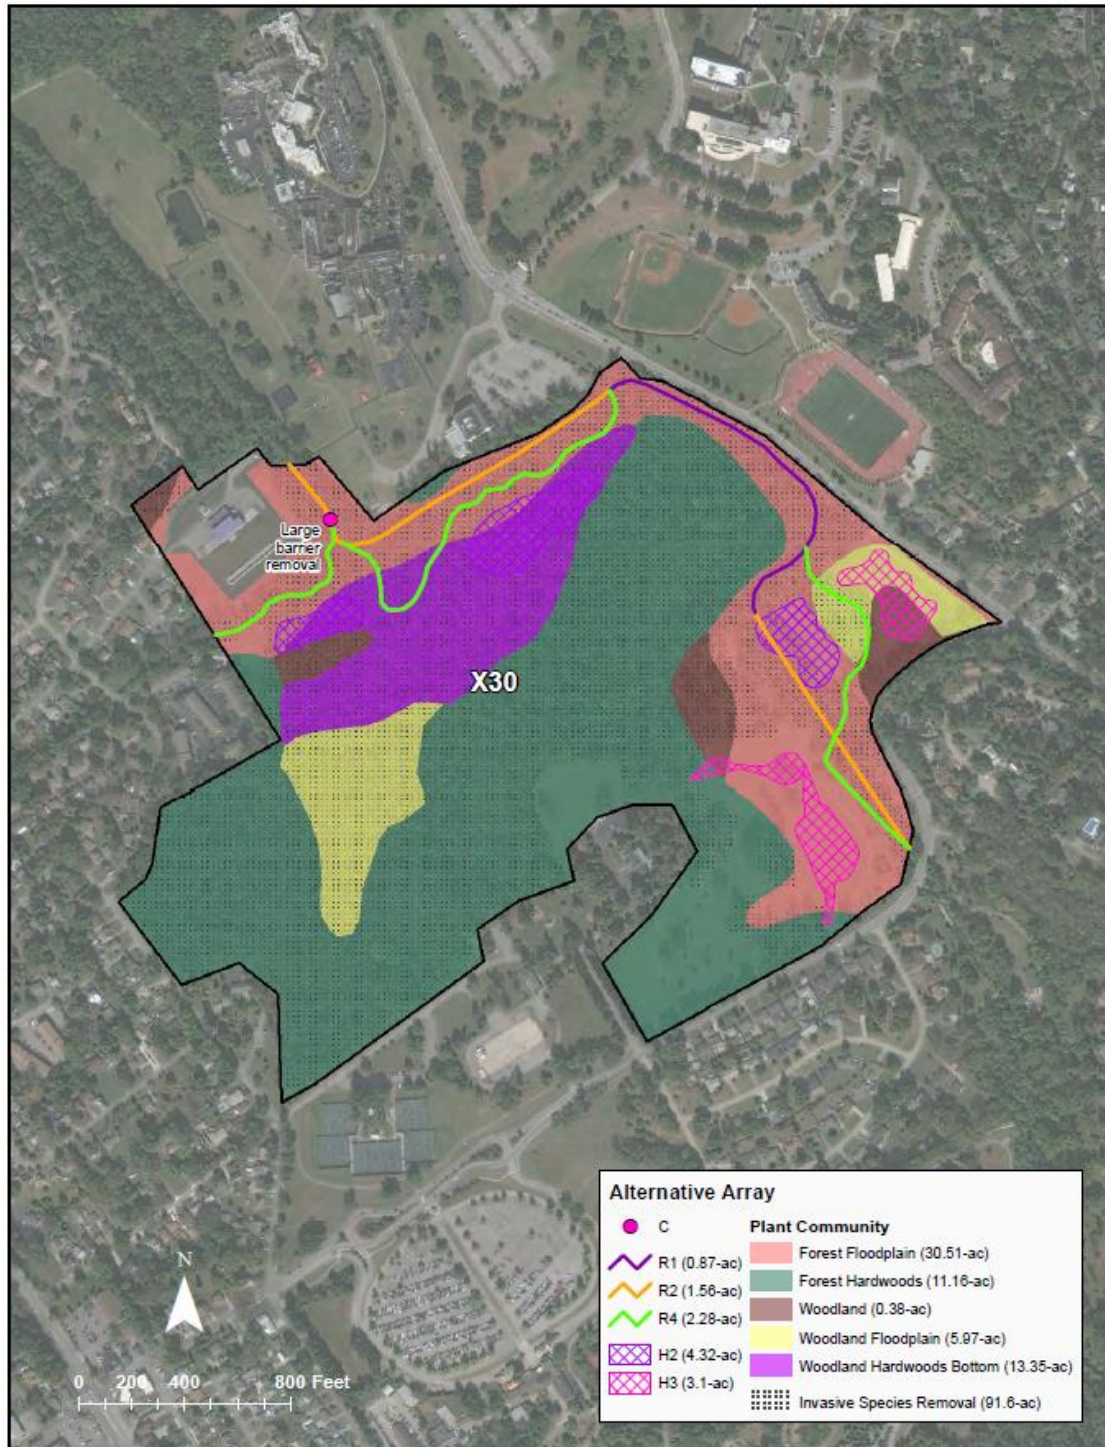 Large
barrier
removal
X30
N
0 200 400 800 Feet
Alternative Array
C
R1 (0.87-ac)
R2 (1.56-ac)
R4 (2.28-ac)
H2 (4.32-ac)
H3 (3.1-ac)
Plant Community
Forest Floodplain (30.51-ac)
Forest Hardwoods (11.16-ac)
Woodland (0.38-ac)
Woodland Floodplain (5.97-ac)
Woodland Hardwoods Bottom (13.35-ac)
Invasive Species Removal (91.6-ac)